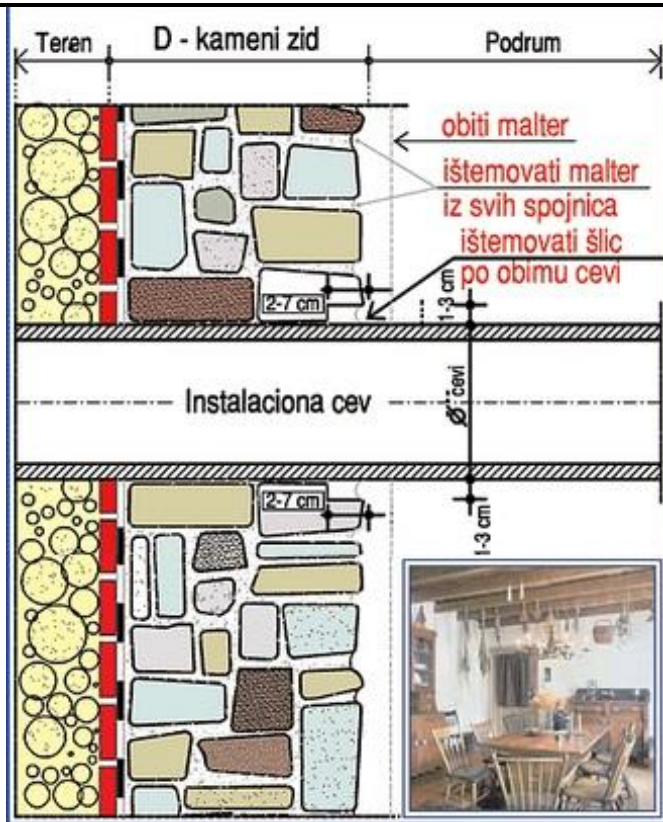 Teren
D - kameni zid
Podrum
obiti malter
ištemovati malter
iz svih spojnica
ištemovati šlic
po obimu cevi
2-7 cm
1-3 cm
Instalaciona cev
Ø cevi
2-7 cm
1-3 cm